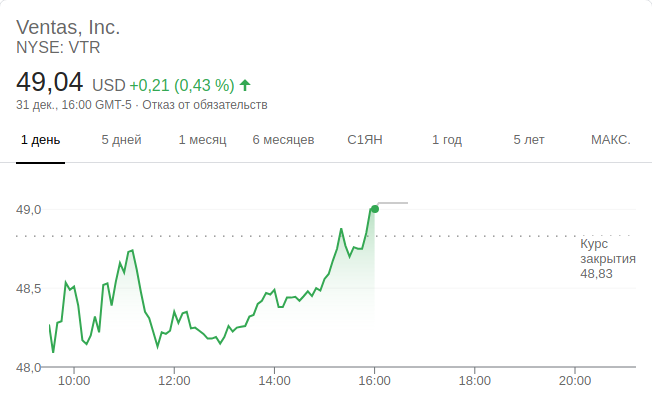 Ventas, Inc.
NYSE: VTR
49,04 USD +0,21 (0,43 %)
31 дек., 16:00 GMT-5 · Отказ от обязательств
1 день 5 дней 1 месяц 6 месяцев С1ЯН 1 год 5 лет МАКС.
49,0
Курс
закрытия
48,83
48,5
48,0
10:00 12:00 14:00 16:00 18:00 20:00